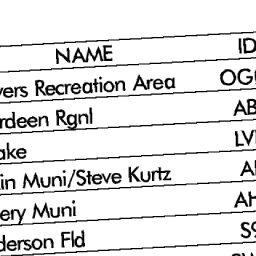 NAME ID
vers Recreation Area OG
rdeen Rgnl AB
ake LV
in Muni/Steve Kurtz A
ery Muni AH
derson Fld S9